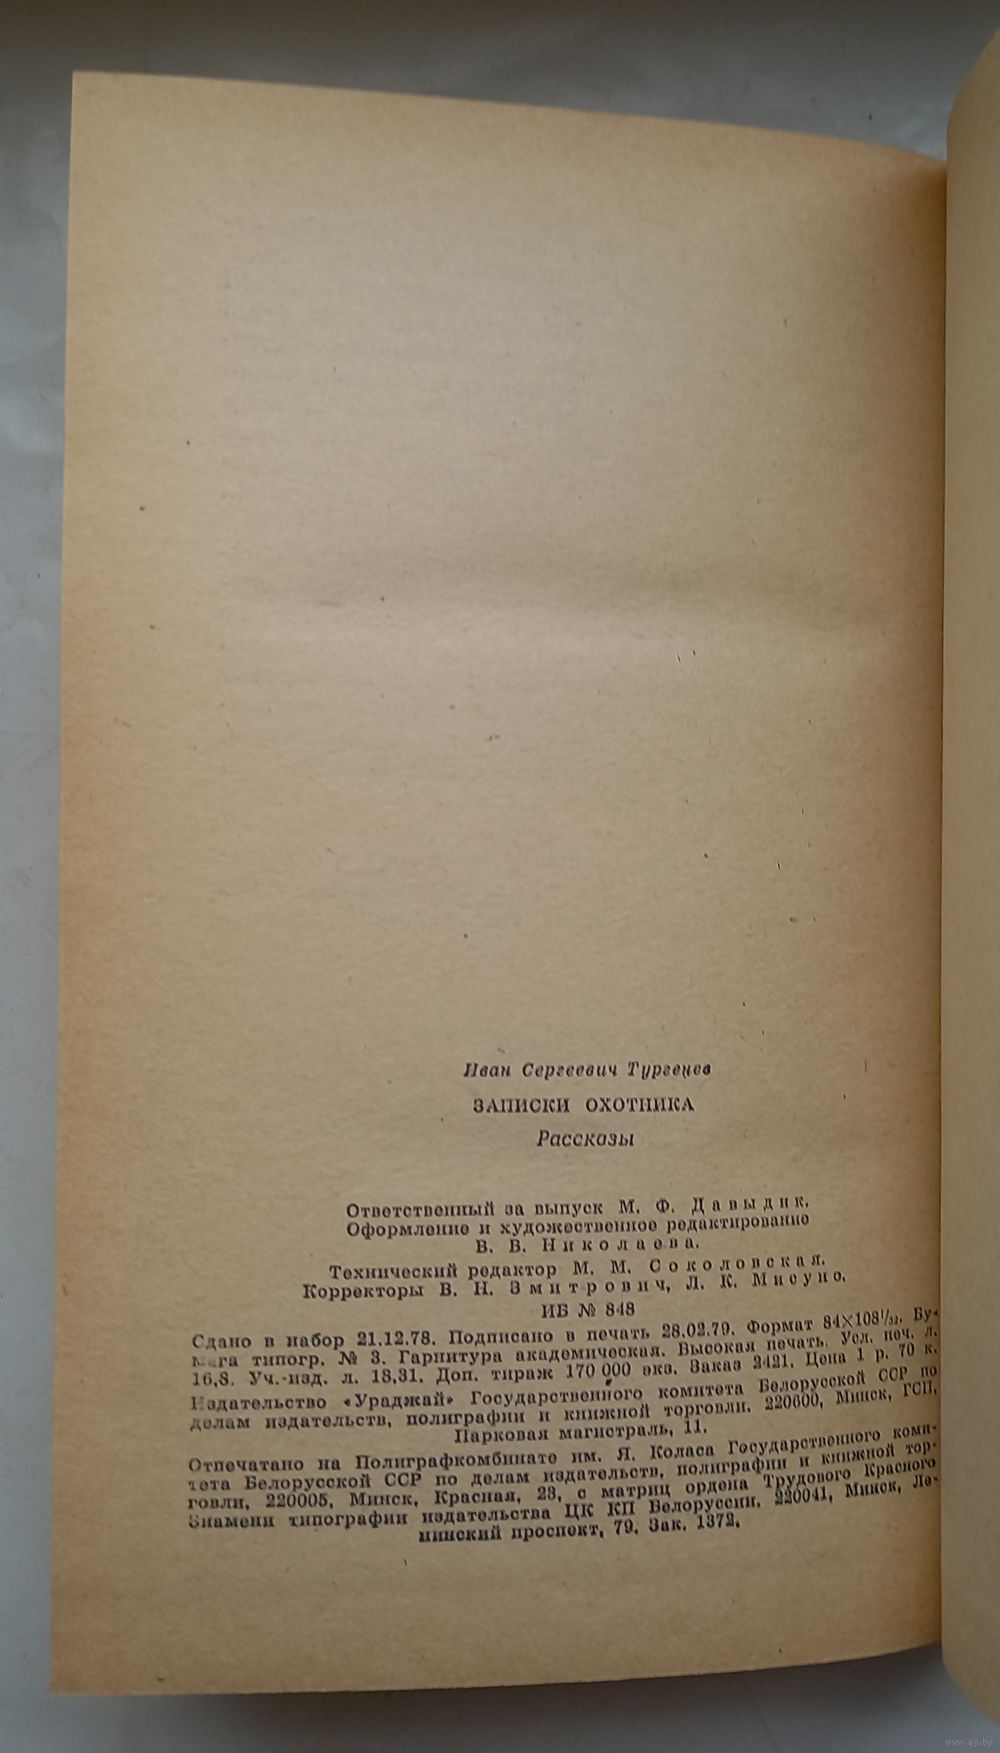 Иван Сергеевич Тургенев
ЗАПИСКИ ОХОТНИКА
Рассказы
Ответственный за выпуск М. Ф. Давыдик.
Оформление и художественное редактирование
В. В. Николаева.
Технический редактор М. М. Соколовская.
Корректоры В. Н. Змитрович, Л. К. Мисуно.
ИБ № 848
Сдано в набор 21.12.78. Подписано в печать 28.02.79. Формат 84×108¹/₃₂. Бу-
мага типогр. № 3. Гарнитура академическая. Высокая печать. Усл. печ. л.
16,8. Уч.-изд. л. 18,31. Доп. тираж 170 000 экз. Заказ 2421. Цена 1 р. 70 к.
Издательство «Ураджай» Государственного комитета Белорусской ССР по
делам издательств, полиграфии и книжной торговли. 220600, Минск, ГСП,
Парковая магистраль, 11.
Отпечатано на Полиграфкомбинате им. Я. Коласа Государственного коми-
тета Белорусской ССР по делам издательств, полиграфии и книжной тор-
говли, 220005, Минск, Красная, 23, с матриц ордена Трудового Красного
Знамени типографии издательства ЦК КП Белоруссии. 220041, Минск, Ле-
нинский проспект, 79. Зак. 1372.
www.ay.by